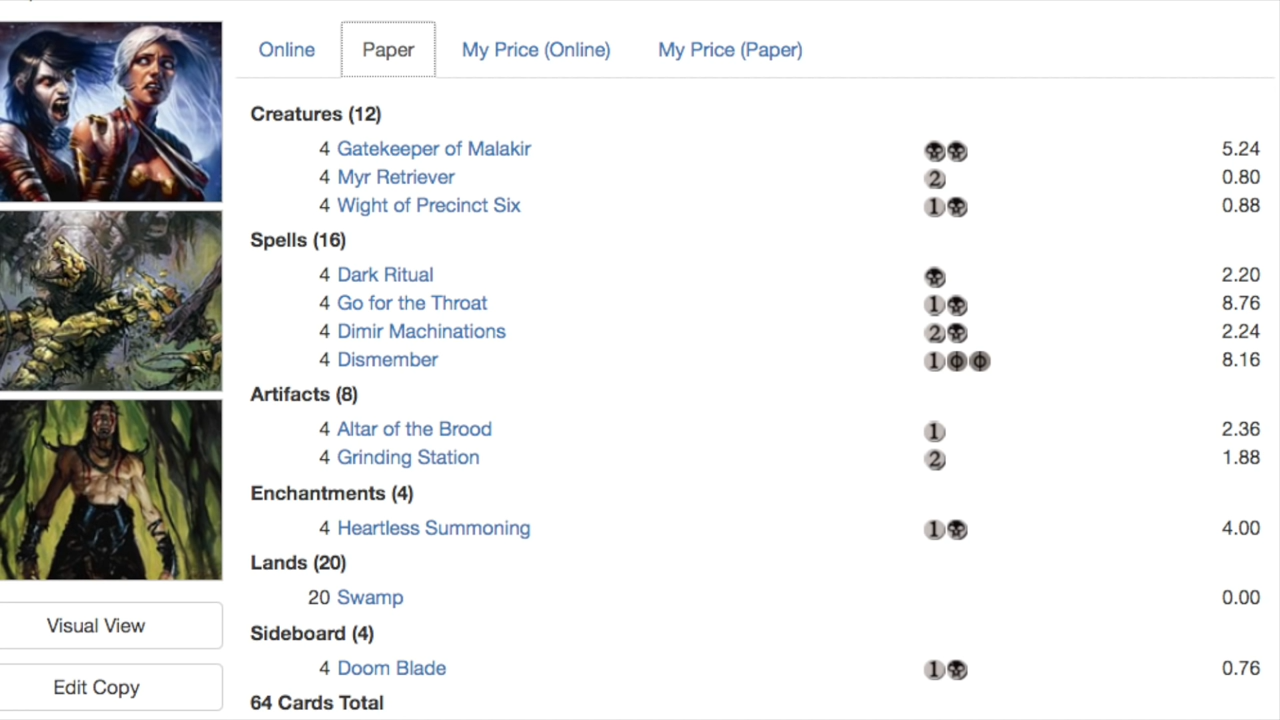 Online Paper My Price (Online) My Price (Paper)
Creatures (12)
4 Gatekeeper of Malakir 5.24
4 Myr Retriever 2 0.80
4 Wight of Precinct Six 1 0.88
Spells (16)
4 Dark Ritual 2.20
4 Go for the Throat 1 8.76
4 Dimir Machinations 2 2.24
4 Dismember 1 8.16
Artifacts (8)
4 Altar of the Brood 1 2.36
4 Grinding Station 2 1.88
Enchantments (4)
4 Heartless Summoning 1 4.00
Lands (20)
20 Swamp 0.00
Sideboard (4)
4 Doom Blade 1 0.76
64 Cards Total
Visual View
Edit Copy